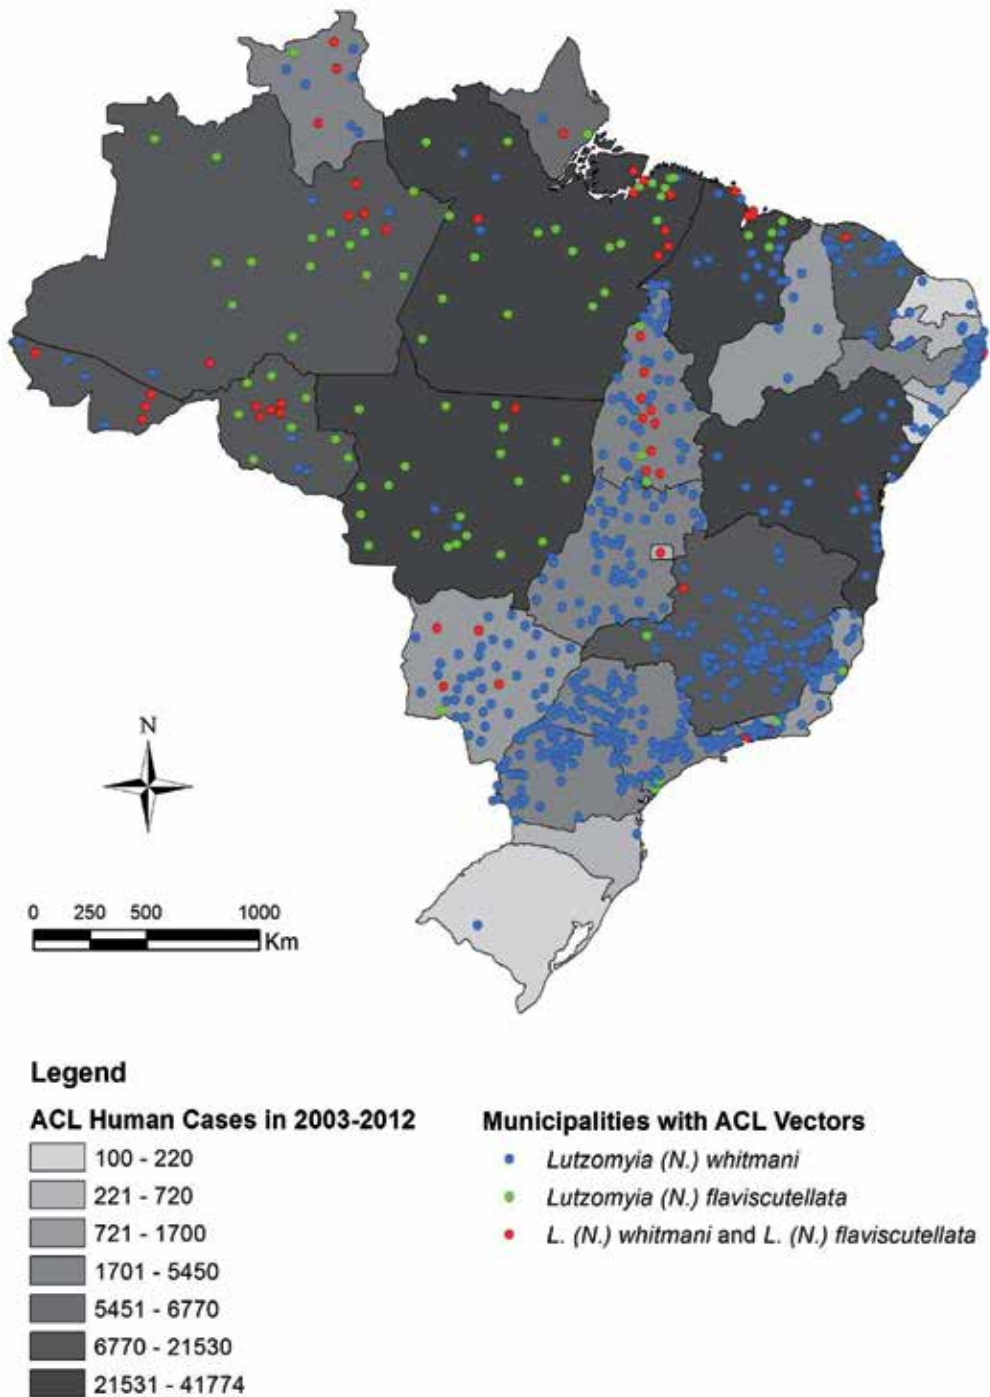 N
0 250 500 1000
Km
Legend
ACL Human Cases in 2003-2012
100 - 220
221 - 720
721 - 1700
1701 - 5450
5451 - 6770
6770 - 21530
21531 - 41774
Municipalities with ACL Vectors
Lutzomyia (N.) whitmani
Lutzomyia (N.) flaviscutellata
L. (N.) whitmani and L. (N.) flaviscutellata